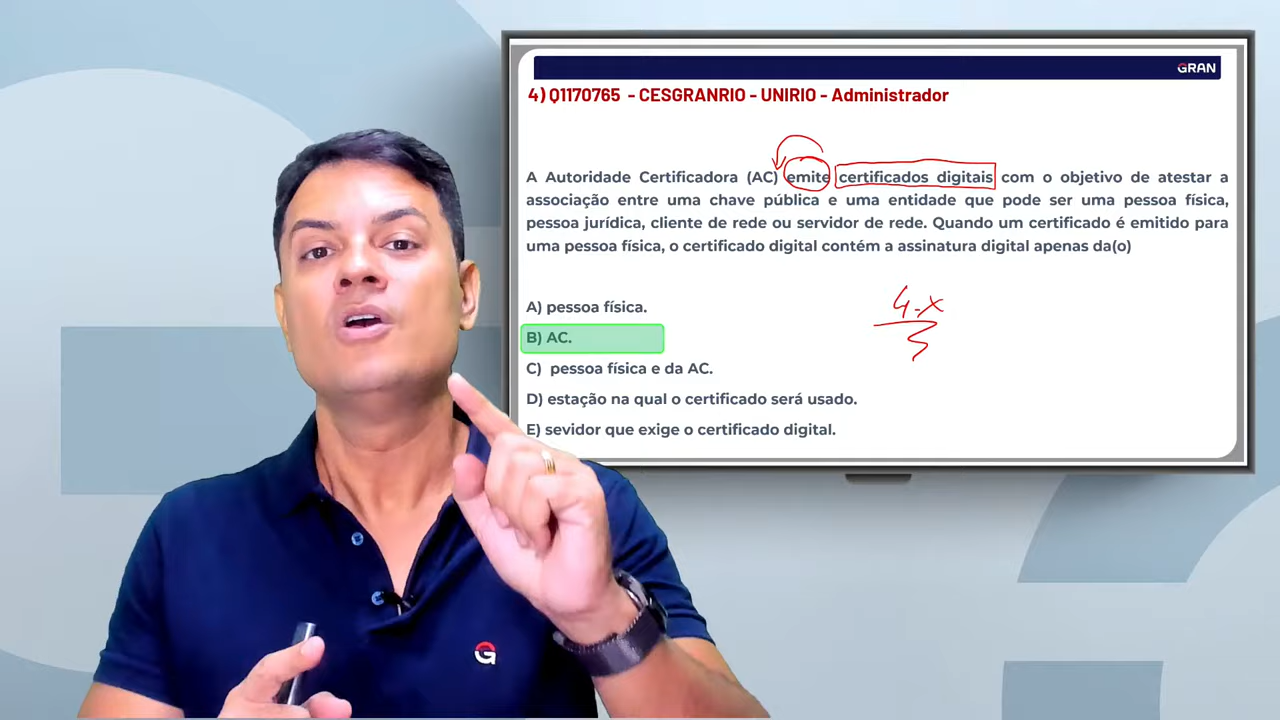 GRAN
4) Q1170765 - CESGRANRIO - UNIRIO - Administrador
A Autoridade Certificadora (AC) emite certificados digitais com o objetivo de atestar a
associação entre uma chave pública e uma entidade que pode ser uma pessoa física,
pessoa jurídica, cliente de rede ou servidor de rede. Quando um certificado é emitido para
uma pessoa física, o certificado digital contém a assinatura digital apenas da(o)
A) pessoa física.
B) AC.
C) pessoa física e da AC.
D) estação na qual o certificado será usado.
E) sevidor que exige o certificado digital.
G